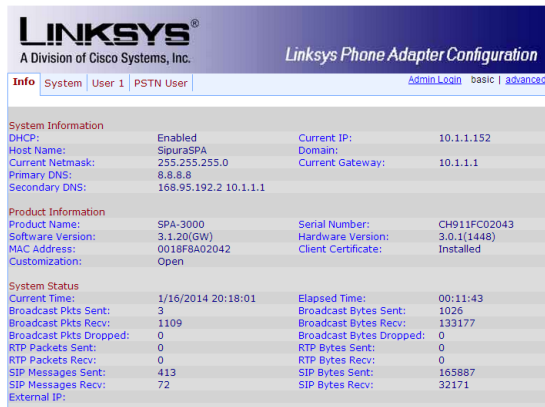 LINKSYS®
A Division of Cisco Systems, Inc.
Linksys Phone Adapter Configuration
Info System User 1 PSTN User Admin Login basic | advanced
System Information
DHCP: Enabled Current IP: 10.1.1.152
Host Name: SipuraSPA Domain:
Current Netmask: 255.255.255.0 Current Gateway: 10.1.1.1
Primary DNS: 8.8.8.8
Secondary DNS: 168.95.192.2 10.1.1.1
Product Information
Product Name: SPA-3000 Serial Number: CH911FC02043
Software Version: 3.1.20(GW) Hardware Version: 3.0.1(1448)
MAC Address: 0018F8A02042 Client Certificate: Installed
Customization: Open
System Status
Current Time: 1/16/2014 20:18:01 Elapsed Time: 00:11:43
Broadcast Pkts Sent: 3 Broadcast Bytes Sent: 1026
Broadcast Pkts Recv: 1109 Broadcast Bytes Recv: 133177
Broadcast Pkts Dropped: 0 Broadcast Bytes Dropped: 0
RTP Packets Sent: 0 RTP Bytes Sent: 0
RTP Packets Recv: 0 RTP Bytes Recv: 0
SIP Messages Sent: 413 SIP Bytes Sent: 165887
SIP Messages Recv: 72 SIP Bytes Recv: 32171
External IP: